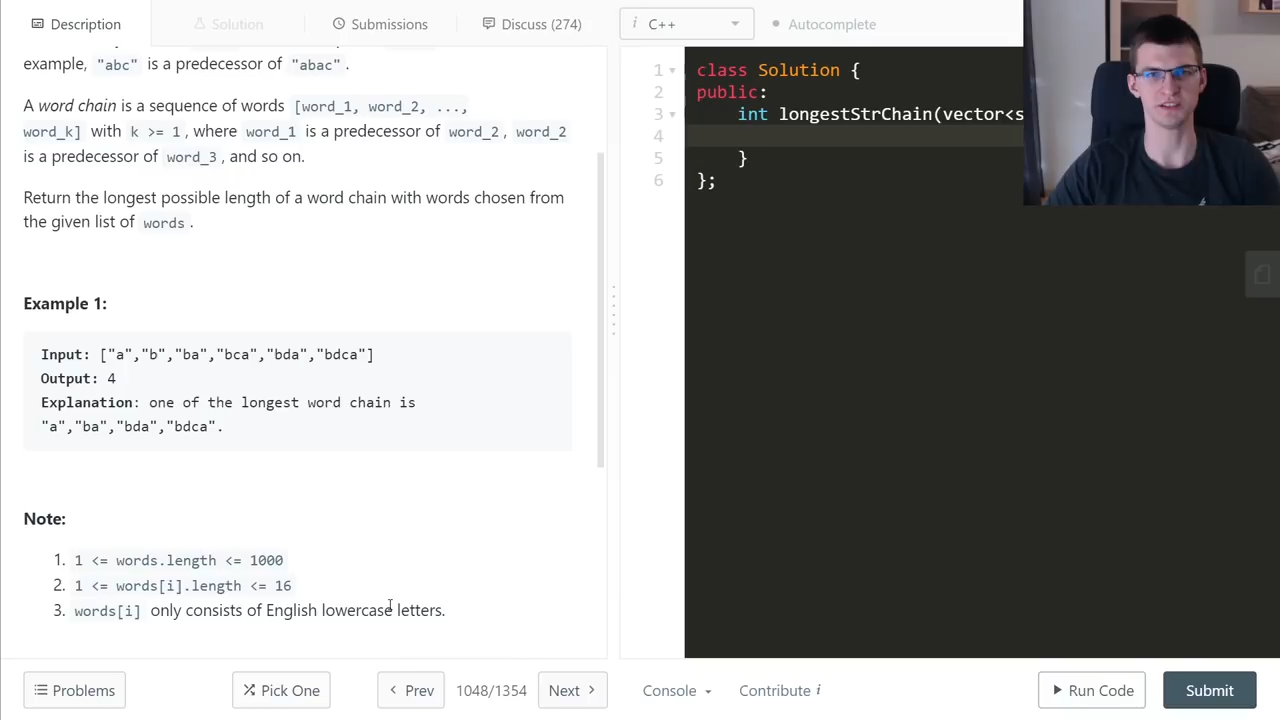 Description
Solution
Submissions
Discuss (274)
i C++
Autocomplete
example, "abc" is a predecessor of "abac".
A word chain is a sequence of words [word_1, word_2, ...,
word_k] with k >= 1, where word_1 is a predecessor of word_2, word_2
is a predecessor of word_3, and so on.
Return the longest possible length of a word chain with words chosen from
the given list of words.
Example 1:
Input: ["a","b","ba","bca","bda","bdca"]
Output: 4
Explanation: one of the longest word chain is
"a","ba","bda","bdca".
Note:
1. 1 <= words.length <= 1000
2. 1 <= words[i].length <= 16
3. words[i] only consists of English lowercase letters.
1 class Solution {
2 public:
3 int longestStrChain(vector<s
4
5 }
6 };
Problems
Pick One
Prev
1048/1354
Next
Console
Contribute i
Run Code
Submit